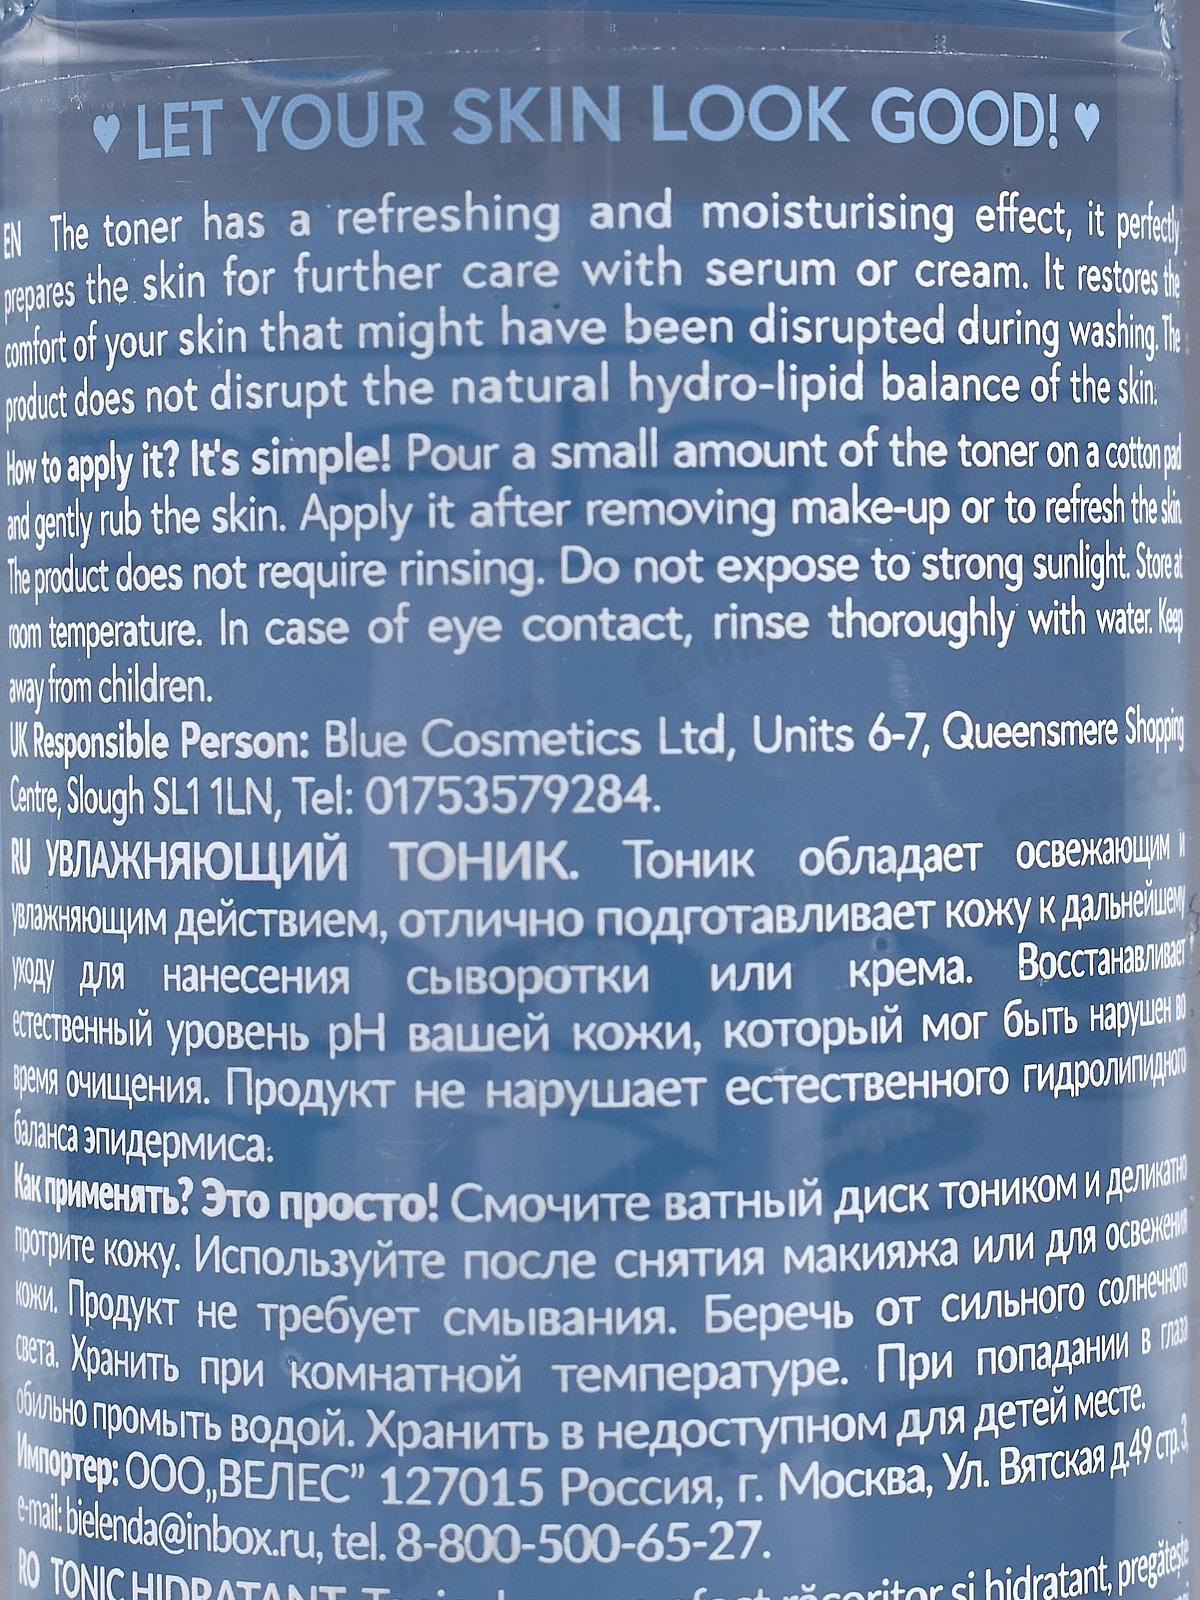 ♥ LET YOUR SKIN LOOK GOOD! ♥
EN The toner has a refreshing and moisturising effect, it perfectly
prepares the skin for further care with serum or cream. It restores the
comfort of your skin that might have been disrupted during washing. The
product does not disrupt the natural hydro-lipid balance of the skin.
How to apply it? It's simple! Pour a small amount of the toner on a cotton pad
and gently rub the skin. Apply it after removing make-up or to refresh the skin.
The product does not require rinsing. Do not expose to strong sunlight. Store at
room temperature. In case of eye contact, rinse thoroughly with water. Keep
away from children.
UK Responsible Person: Blue Cosmetics Ltd, Units 6-7, Queensmere Shopping
Centre, Slough SL1 1LN, Tel: 01753579284.
RU УВЛАЖНЯЮЩИЙ ТОНИК. Тоник обладает освежающим и
увлажняющим действием, отлично подготавливает кожу к дальнейшему
уходу для нанесения сыворотки или крема. Восстанавливает
естественный уровень pH вашей кожи, который мог быть нарушен во
время очищения. Продукт не нарушает естественного гидролипидного
баланса эпидермиса.
Как применять? Это просто! Смочите ватный диск тоником и деликатно
протрите кожу. Используйте после снятия макияжа или для освежения
кожи. Продукт не требует смывания. Беречь от сильного солнечного
света. Хранить при комнатной температуре. При попадании в глаза
обильно промыть водой. Хранить в недоступном для детей месте.
Импортер: ООО„ВЕЛЕС” 127015 Россия, г. Москва, Ул. Вятская д.49 стр. 3,
e-mail: bielenda@inbox.ru, tel. 8-800-500-65-27.
RO TONIC HIDRATANT. răcoritor și hidratant, pregătește